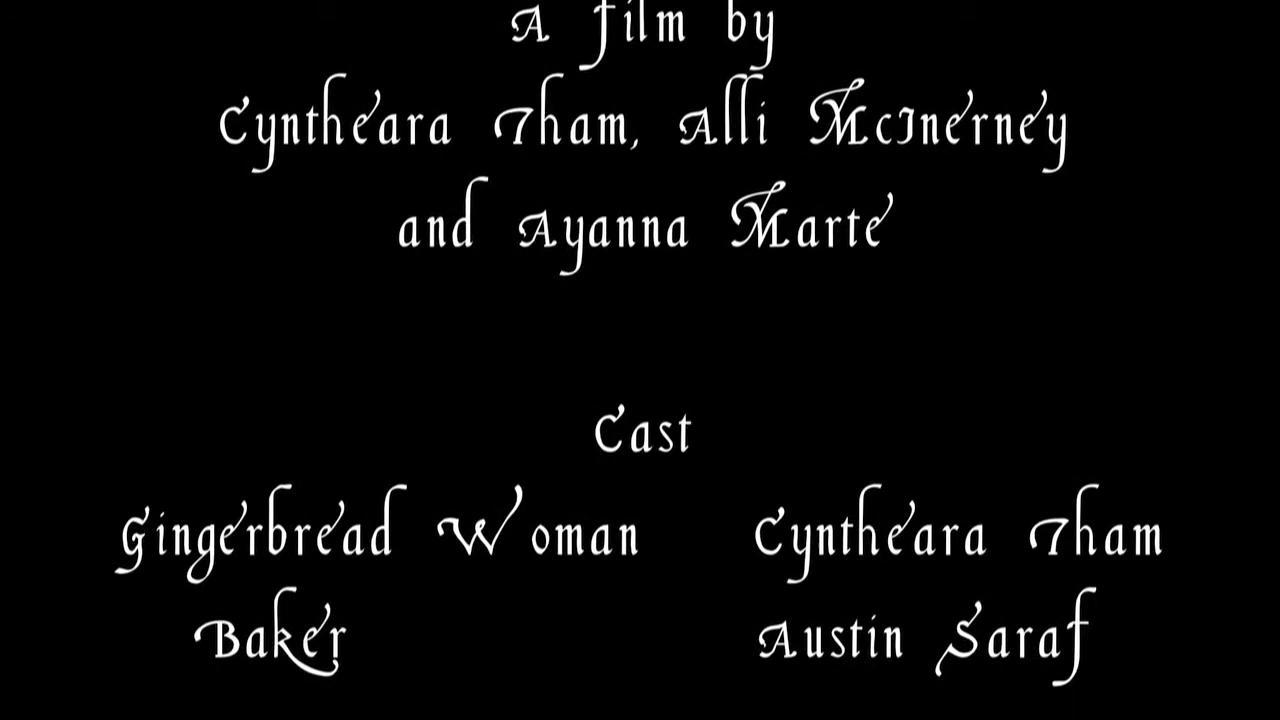 A film by
Cyntheara Tham, Alli McInerney
and Ayanna Marte
Cast
Gingerbread Woman Cyntheara Tham
Baker Austin Saraf